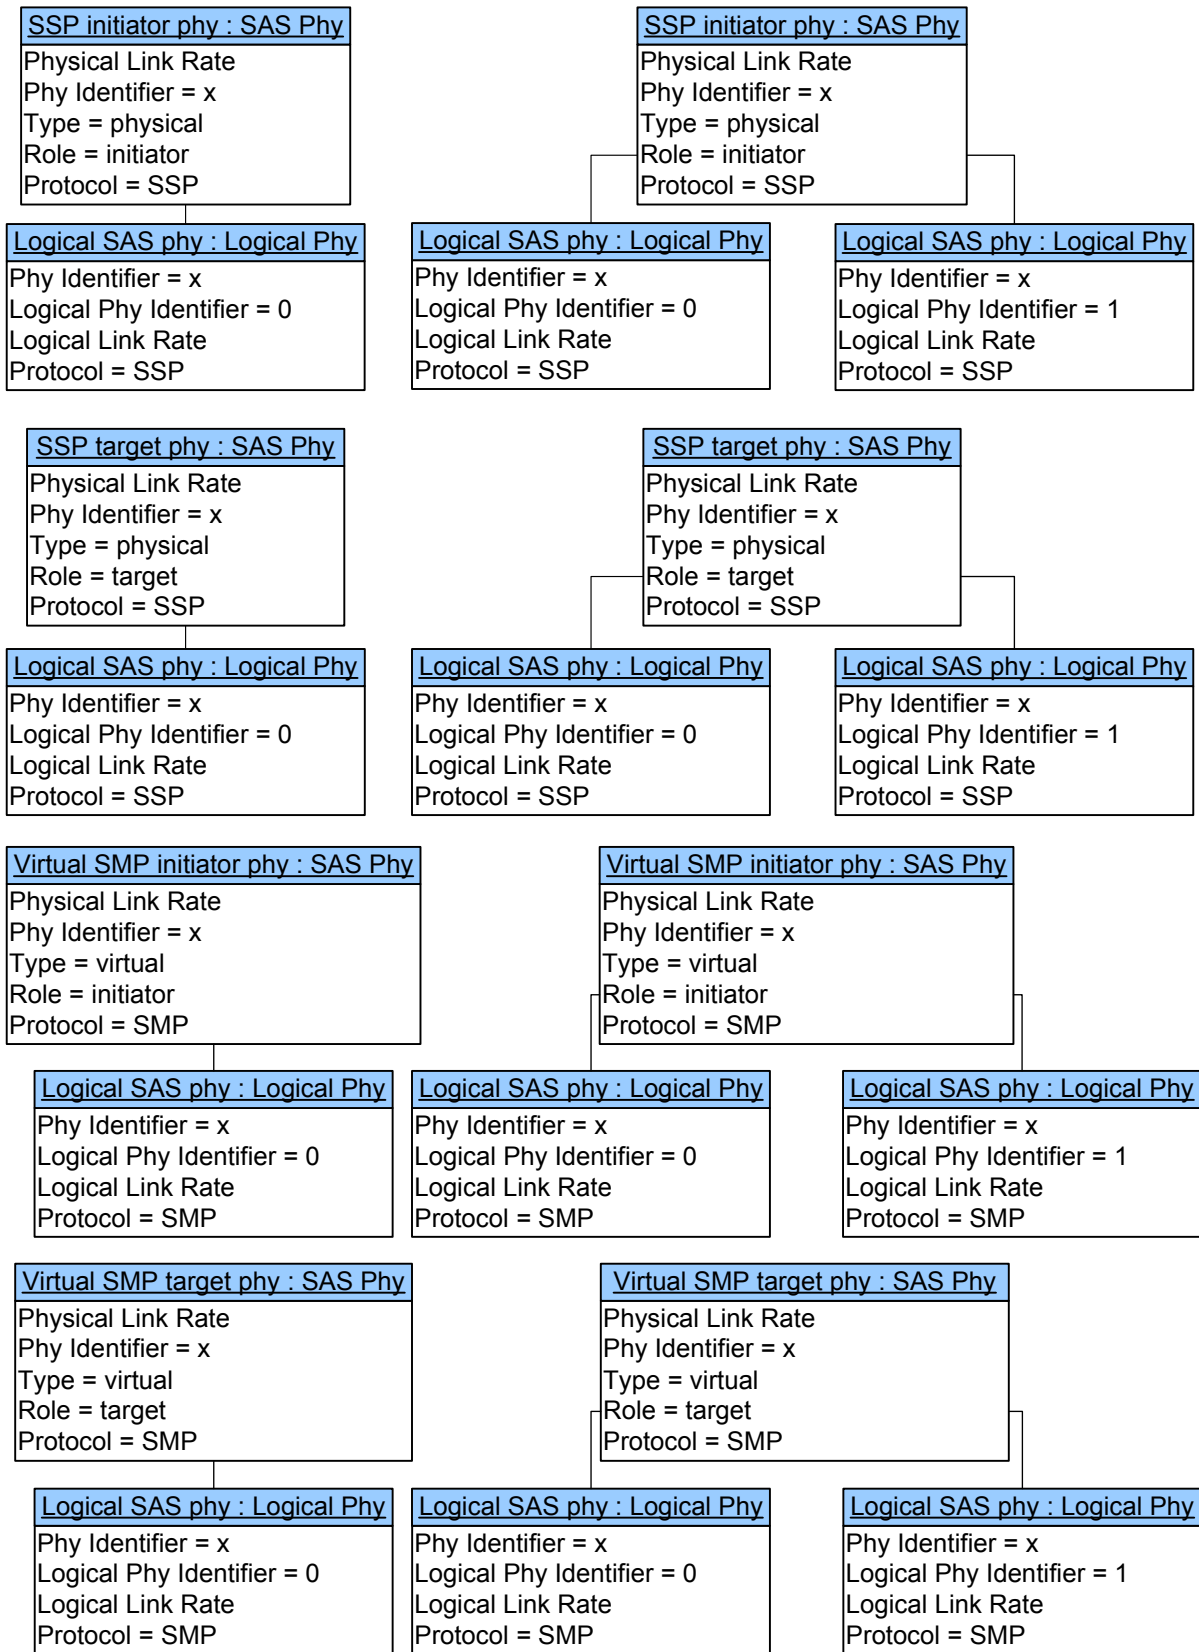 SSP initiator phy : SAS Phy
Physical Link Rate
Phy Identifier = x
Type = physical
Role = initiator
Protocol = SSP
Logical SAS phy : Logical Phy
Phy Identifier = x
Logical Phy Identifier = 0
Logical Link Rate
Protocol = SSP
SSP initiator phy : SAS Phy
Physical Link Rate
Phy Identifier = x
Type = physical
Role = initiator
Protocol = SSP
Logical SAS phy : Logical Phy
Phy Identifier = x
Logical Phy Identifier = 0
Logical Link Rate
Protocol = SSP
Logical SAS phy : Logical Phy
Phy Identifier = x
Logical Phy Identifier = 1
Logical Link Rate
Protocol = SSP
SSP target phy : SAS Phy
Physical Link Rate
Phy Identifier = x
Type = physical
Role = target
Protocol = SSP
Logical SAS phy : Logical Phy
Phy Identifier = x
Logical Phy Identifier = 0
Logical Link Rate
Protocol = SSP
SSP target phy : SAS Phy
Physical Link Rate
Phy Identifier = x
Type = physical
Role = target
Protocol = SSP
Logical SAS phy : Logical Phy
Phy Identifier = x
Logical Phy Identifier = 0
Logical Link Rate
Protocol = SSP
Logical SAS phy : Logical Phy
Phy Identifier = x
Logical Phy Identifier = 1
Logical Link Rate
Protocol = SSP
Virtual SMP initiator phy : SAS Phy
Physical Link Rate
Phy Identifier = x
Type = virtual
Role = initiator
Protocol = SMP
Logical SAS phy : Logical Phy
Phy Identifier = x
Logical Phy Identifier = 0
Logical Link Rate
Protocol = SMP
Virtual SMP initiator phy : SAS Phy
Physical Link Rate
Phy Identifier = x
Type = virtual
Role = initiator
Protocol = SMP
Logical SAS phy : Logical Phy
Phy Identifier = x
Logical Phy Identifier = 0
Logical Link Rate
Protocol = SMP
Logical SAS phy : Logical Phy
Phy Identifier = x
Logical Phy Identifier = 1
Logical Link Rate
Protocol = SMP
Virtual SMP target phy : SAS Phy
Physical Link Rate
Phy Identifier = x
Type = virtual
Role = target
Protocol = SMP
Logical SAS phy : Logical Phy
Phy Identifier = x
Logical Phy Identifier = 0
Logical Link Rate
Protocol = SMP
Virtual SMP target phy : SAS Phy
Physical Link Rate
Phy Identifier = x
Type = virtual
Role = target
Protocol = SMP
Logical SAS phy : Logical Phy
Phy Identifier = x
Logical Phy Identifier = 0
Logical Link Rate
Protocol = SMP
Logical SAS phy : Logical Phy
Phy Identifier = x
Logical Phy Identifier = 1
Logical Link Rate
Protocol = SMP